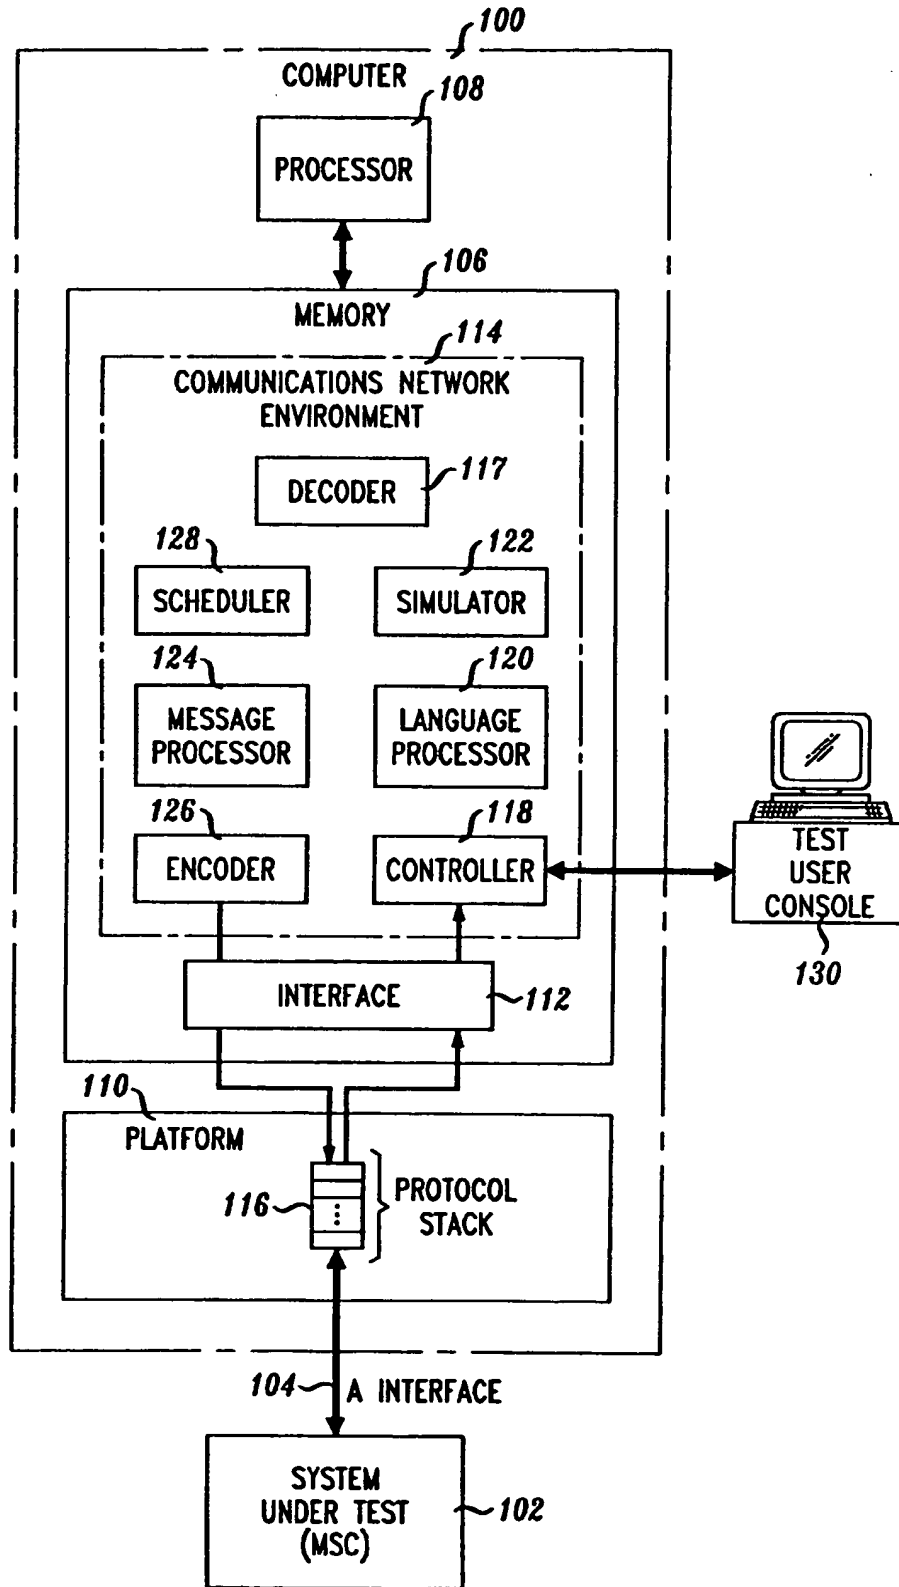 100
COMPUTER
108
PROCESSOR
106
MEMORY
114
COMMUNICATIONS NETWORK
ENVIRONMENT
117
DECODER
128
SCHEDULER
122
SIMULATOR
124
MESSAGE
PROCESSOR
120
LANGUAGE
PROCESSOR
126
ENCODER
118
CONTROLLER
TEST
USER
CONSOLE
130
INTERFACE
112
110
PLATFORM
116
PROTOCOL
STACK
104
A INTERFACE
SYSTEM
UNDER TEST
(MSC)
102